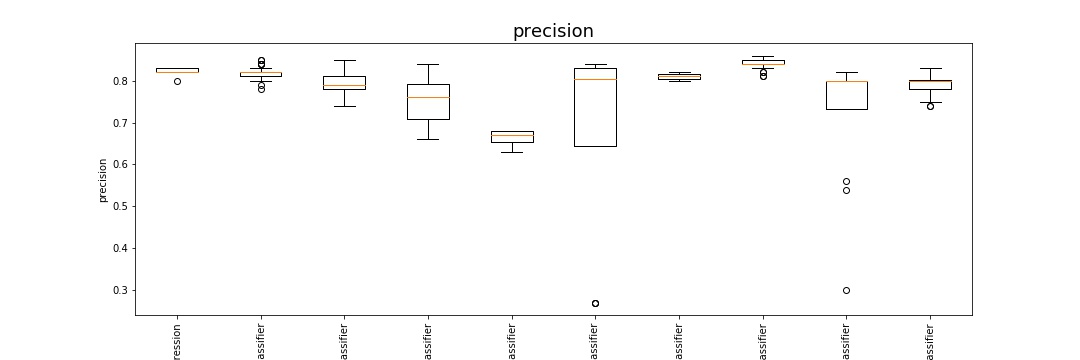 precision
precision
0.8
0.7
0.6
0.5
0.4
0.3
ression
assifier
assifier
assifier
assifier
assifier
assifier
assifier
assifier
assifier